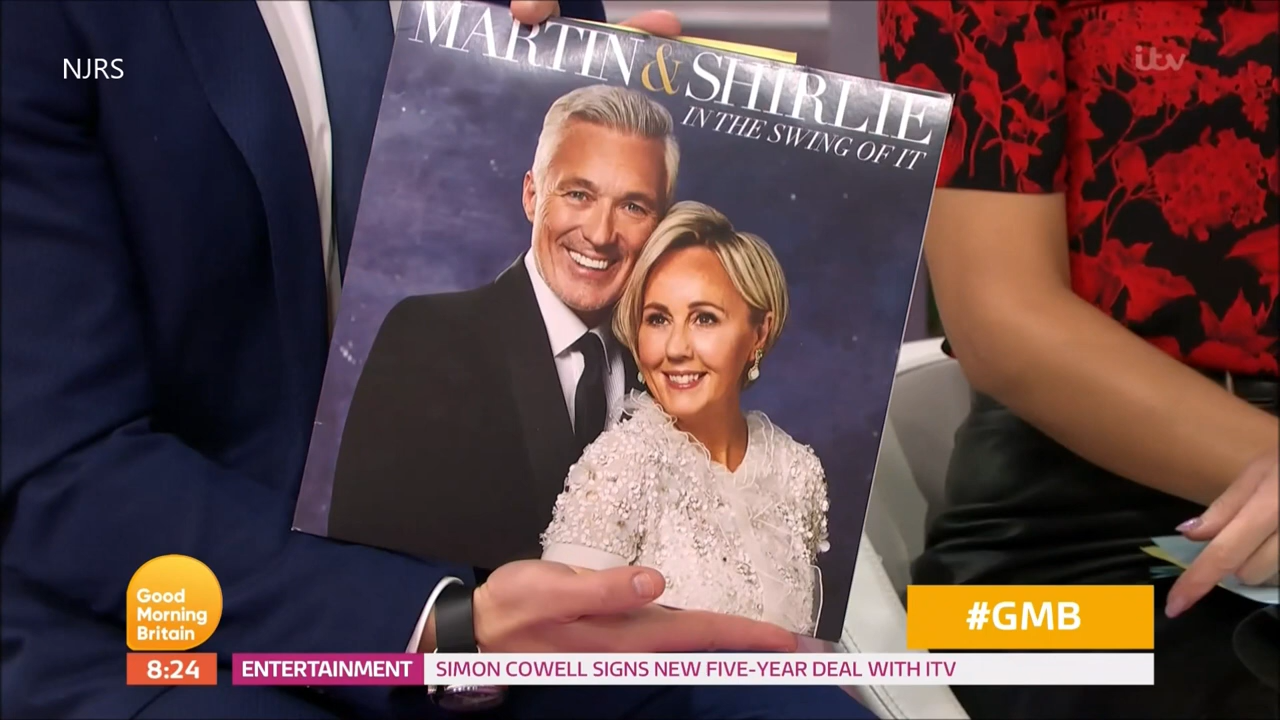 NJRS
MARTIN & SHIRLIE
IN THE SWING OF IT
itv
Good
Morning
Britain
#GMB
8:24
ENTERTAINMENT
SIMON COWELL SIGNS NEW FIVE-YEAR DEAL WITH ITV